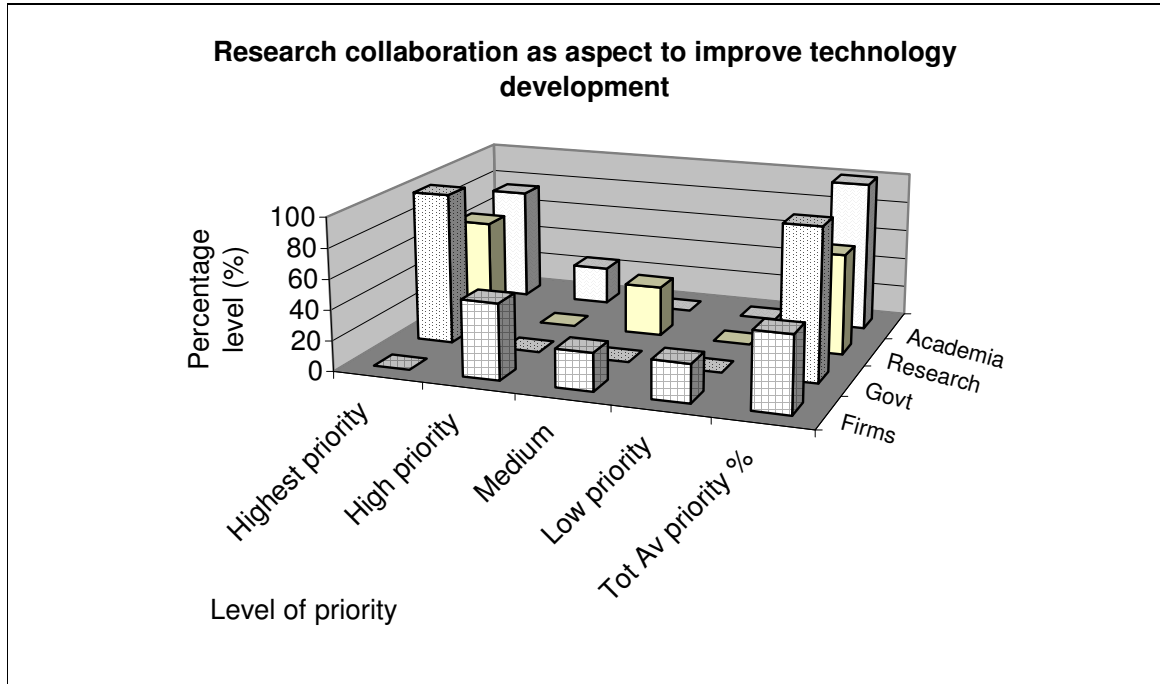 Research collaboration as aspect to improve technology
development
Percentage
level (%)
100
80
60
40
20
0
Highest priority
High priority
Medium
Low priority
Tot Av priority %
Academia
Research
Govt
Firms
Level of priority